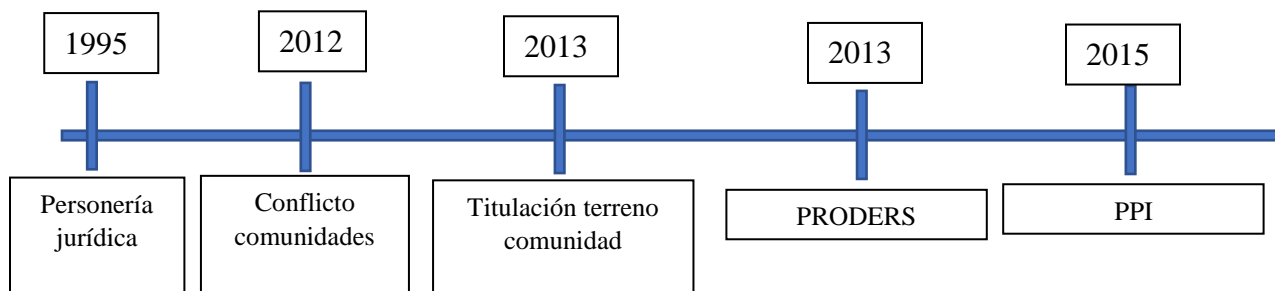 1995
2012
2013
2013
2015
Personería
jurídica
Conflicto
comunidades
Titulación terreno
comunidad
PRODERS
PPI